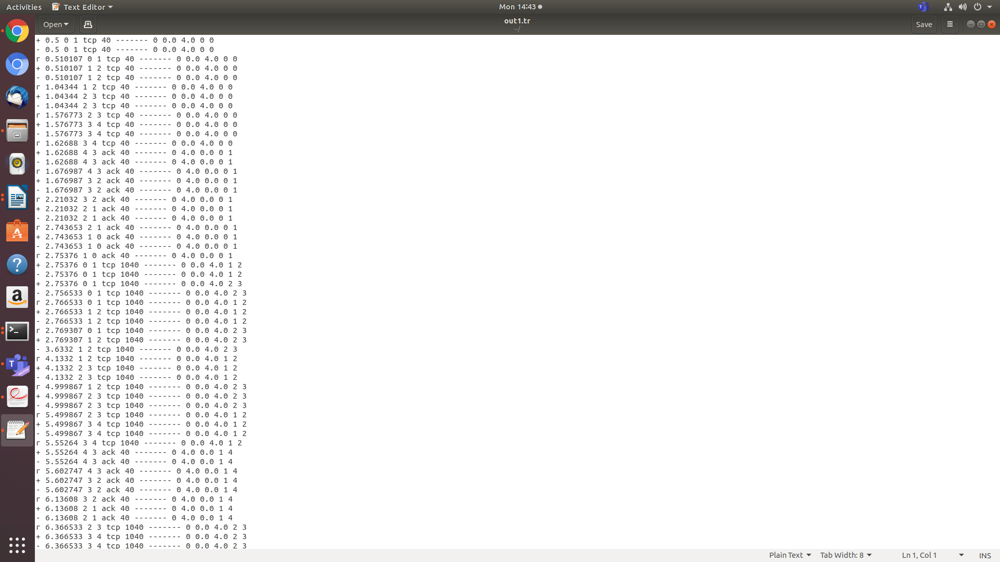 Activities Text Editor Mon 14:43
Open out1.tr Save
~/
+ 0.5 0 1 tcp 40 ------- 0 0.0 4.0 0 0
- 0.5 0 1 tcp 40 ------- 0 0.0 4.0 0 0
r 0.510107 0 1 tcp 40 ------- 0 0.0 4.0 0 0
+ 0.510107 1 2 tcp 40 ------- 0 0.0 4.0 0 0
- 0.510107 1 2 tcp 40 ------- 0 0.0 4.0 0 0
r 1.04344 1 2 tcp 40 ------- 0 0.0 4.0 0 0
+ 1.04344 2 3 tcp 40 ------- 0 0.0 4.0 0 0
- 1.04344 2 3 tcp 40 ------- 0 0.0 4.0 0 0
r 1.576773 2 3 tcp 40 ------- 0 0.0 4.0 0 0
+ 1.576773 3 4 tcp 40 ------- 0 0.0 4.0 0 0
- 1.576773 3 4 tcp 40 ------- 0 0.0 4.0 0 0
r 1.62688 3 4 tcp 40 ------- 0 0.0 4.0 0 0
+ 1.62688 4 3 ack 40 ------- 0 4.0 0.0 0 1
- 1.62688 4 3 ack 40 ------- 0 4.0 0.0 0 1
r 1.676987 4 3 ack 40 ------- 0 4.0 0.0 0 1
+ 1.676987 3 2 ack 40 ------- 0 4.0 0.0 0 1
- 1.676987 3 2 ack 40 ------- 0 4.0 0.0 0 1
r 2.21032 3 2 ack 40 ------- 0 4.0 0.0 0 1
+ 2.21032 2 1 ack 40 ------- 0 4.0 0.0 0 1
- 2.21032 2 1 ack 40 ------- 0 4.0 0.0 0 1
r 2.743653 2 1 ack 40 ------- 0 4.0 0.0 0 1
+ 2.743653 1 0 ack 40 ------- 0 4.0 0.0 0 1
- 2.743653 1 0 ack 40 ------- 0 4.0 0.0 0 1
r 2.75376 1 0 ack 40 ------- 0 4.0 0.0 0 1
+ 2.75376 0 1 tcp 1040 ------- 0 0.0 4.0 1 2
- 2.75376 0 1 tcp 1040 ------- 0 0.0 4.0 1 2
+ 2.75376 0 1 tcp 1040 ------- 0 0.0 4.0 2 3
- 2.756533 0 1 tcp 1040 ------- 0 0.0 4.0 2 3
r 2.766533 0 1 tcp 1040 ------- 0 0.0 4.0 1 2
+ 2.766533 1 2 tcp 1040 ------- 0 0.0 4.0 1 2
- 2.766533 1 2 tcp 1040 ------- 0 0.0 4.0 1 2
r 2.769307 0 1 tcp 1040 ------- 0 0.0 4.0 2 3
+ 2.769307 1 2 tcp 1040 ------- 0 0.0 4.0 2 3
- 3.6332 1 2 tcp 1040 ------- 0 0.0 4.0 2 3
r 4.1332 1 2 tcp 1040 ------- 0 0.0 4.0 1 2
+ 4.1332 2 3 tcp 1040 ------- 0 0.0 4.0 1 2
- 4.1332 2 3 tcp 1040 ------- 0 0.0 4.0 1 2
r 4.999867 1 2 tcp 1040 ------- 0 0.0 4.0 2 3
+ 4.999867 2 3 tcp 1040 ------- 0 0.0 4.0 2 3
- 4.999867 2 3 tcp 1040 ------- 0 0.0 4.0 2 3
r 5.499867 2 3 tcp 1040 ------- 0 0.0 4.0 1 2
+ 5.499867 3 4 tcp 1040 ------- 0 0.0 4.0 1 2
- 5.499867 3 4 tcp 1040 ------- 0 0.0 4.0 1 2
r 5.55264 3 4 tcp 1040 ------- 0 0.0 4.0 1 2
+ 5.55264 4 3 ack 40 ------- 0 4.0 0.0 1 4
- 5.55264 4 3 ack 40 ------- 0 4.0 0.0 1 4
r 5.602747 4 3 ack 40 ------- 0 4.0 0.0 1 4
+ 5.602747 3 2 ack 40 ------- 0 4.0 0.0 1 4
- 5.602747 3 2 ack 40 ------- 0 4.0 0.0 1 4
r 6.13608 3 2 ack 40 ------- 0 4.0 0.0 1 4
+ 6.13608 2 1 ack 40 ------- 0 4.0 0.0 1 4
- 6.13608 2 1 ack 40 ------- 0 4.0 0.0 1 4
r 6.366533 2 3 tcp 1040 ------- 0 0.0 4.0 2 3
+ 6.366533 3 4 tcp 1040 ------- 0 0.0 4.0 2 3
- 6.366533 3 4 tcp 1040 ------- 0 0.0 4.0 2 3
Plain Text Tab Width: 8 Ln 1, Col 1 INS